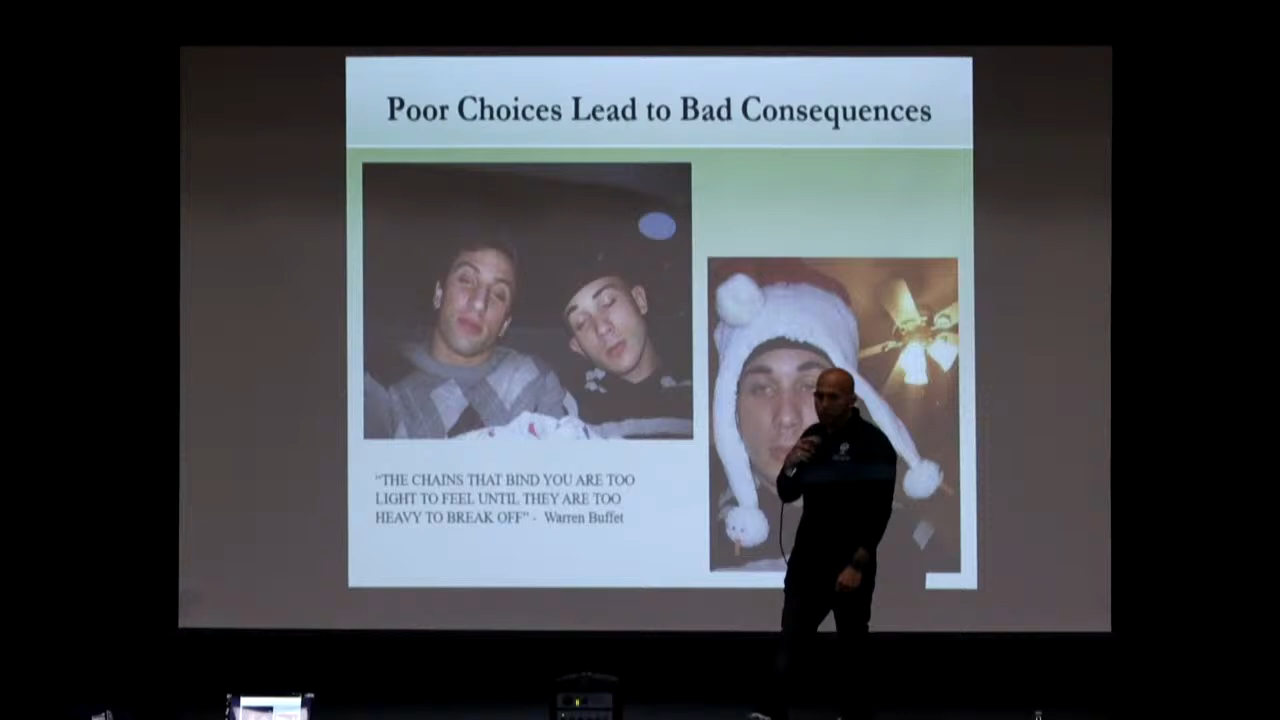 Poor Choices Lead to Bad Consequences
“THE CHAINS THAT BIND YOU ARE TOO
LIGHT TO FEEL UNTIL THEY ARE TOO
HEAVY TO BREAK OFF” - Warren Buffet